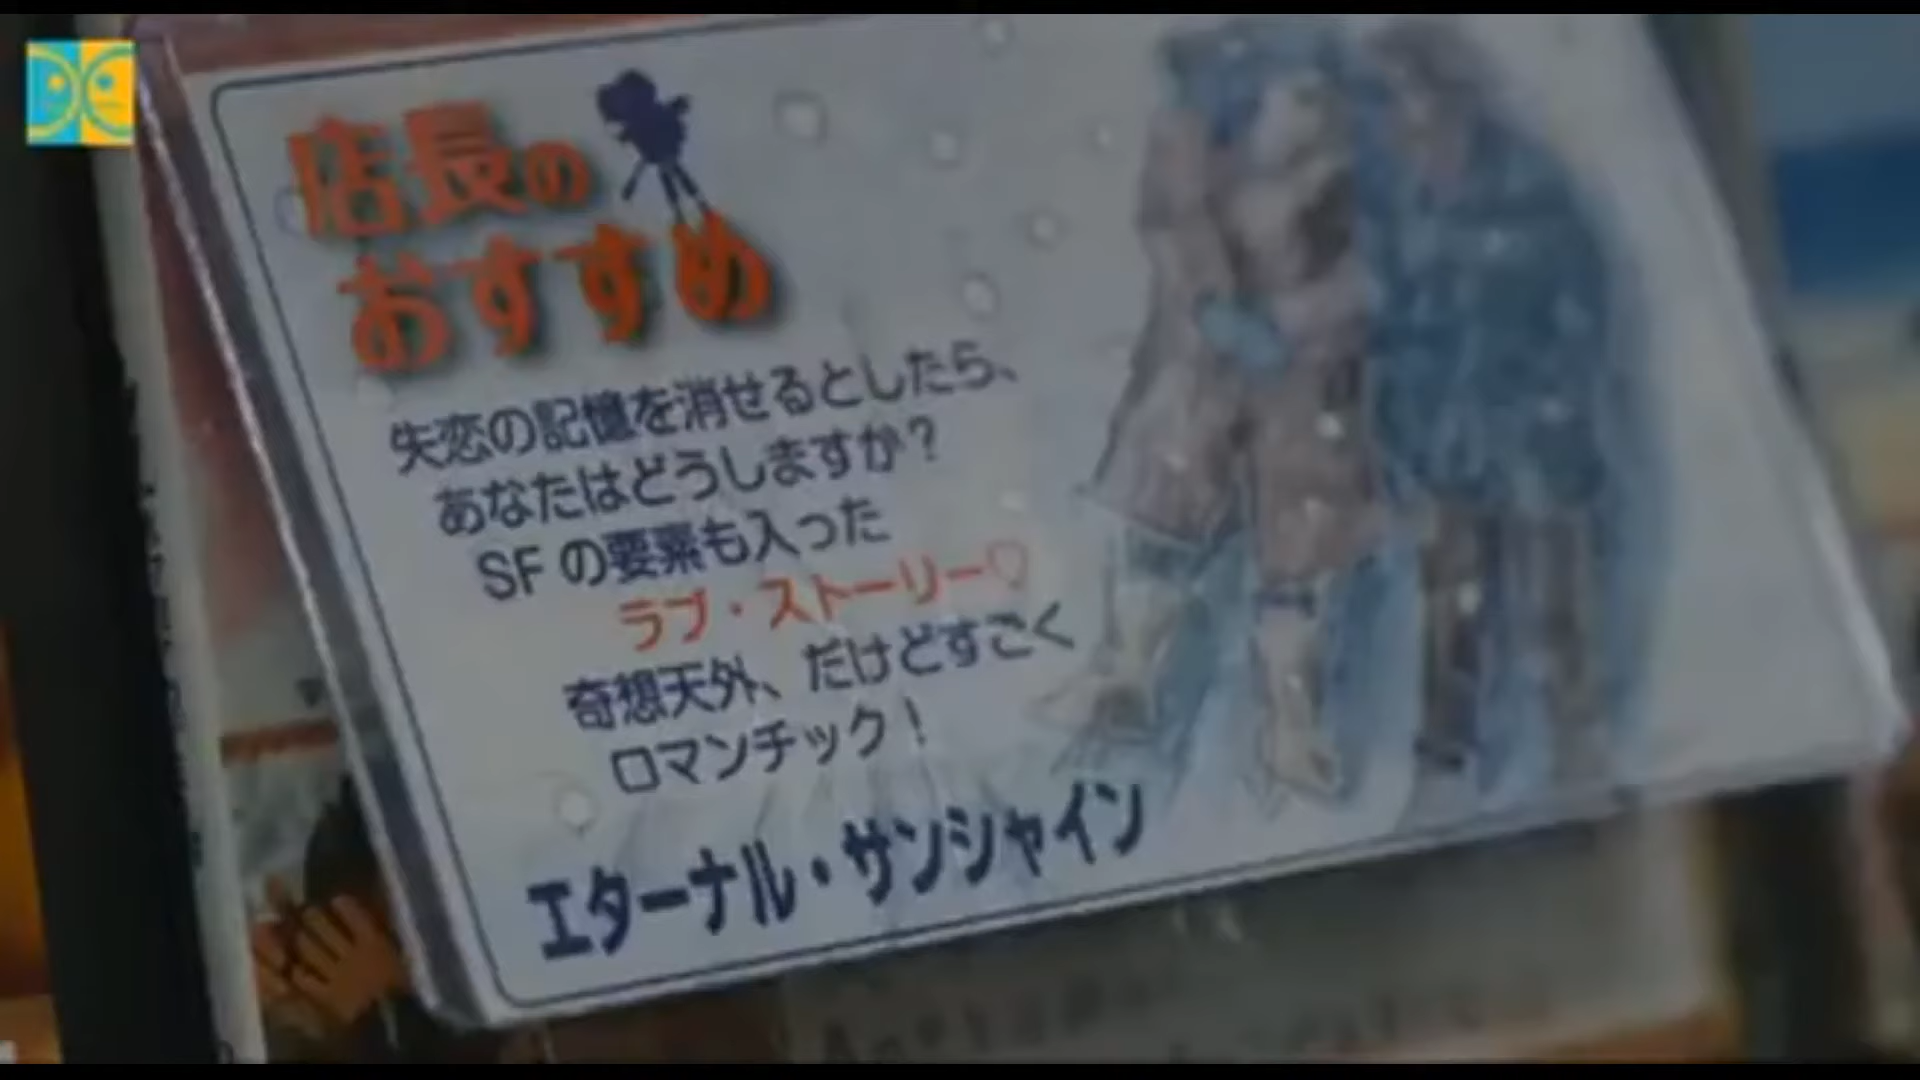 店長の
おすすめ
失恋の記憶を消せるとしたら、
あなたはどうしますか？
SFの要素も入った
ラブ・ストーリー♡
奇想天外、だけどすごく
ロマンチック！
エターナル・サンシャイン